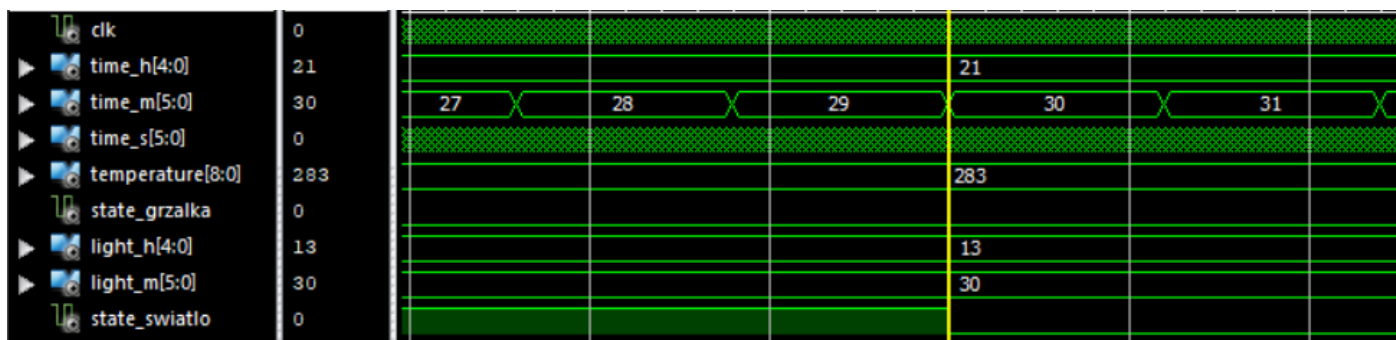 clk 0
time_h[4:0] 21 21
time_m[5:0] 30 27 28 29 30 31
time_s[5:0] 0
temperature[8:0] 283 283
state_grzalka 0
light_h[4:0] 13 13
light_m[5:0] 30 30
state_swiatlo 0